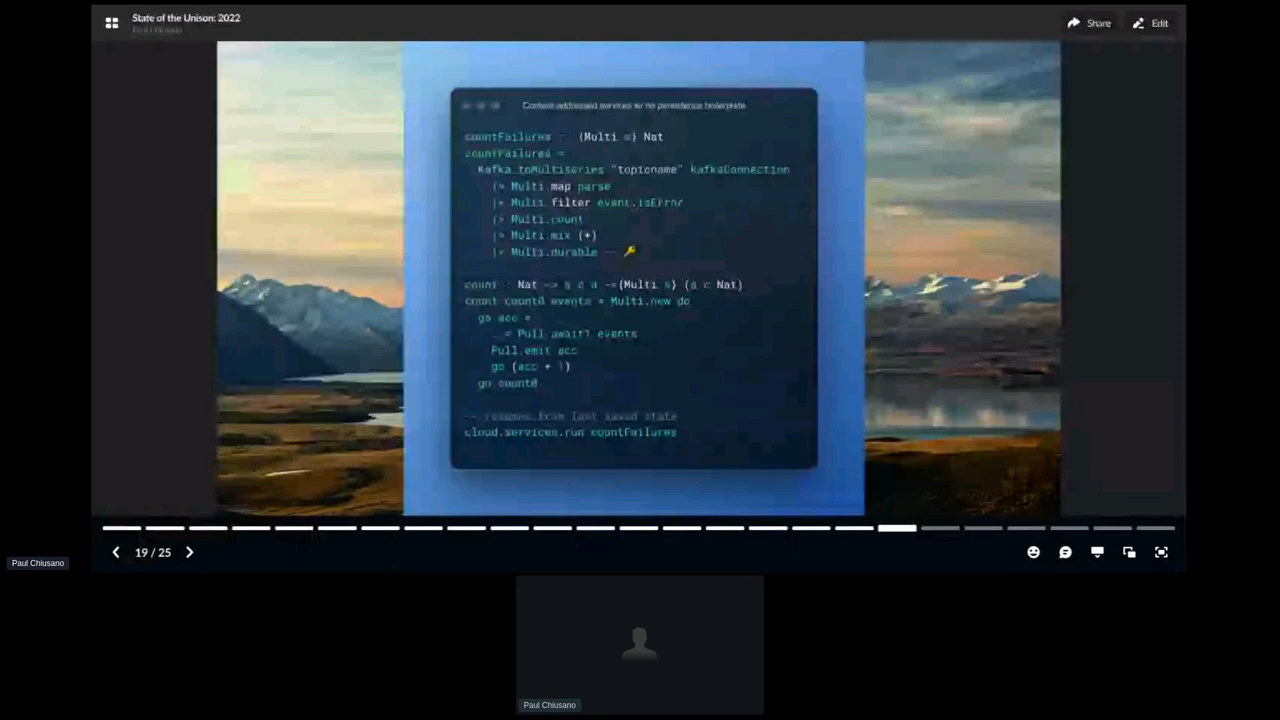 State of the Unison: 2022
Paul Chiusano
Share
Edit
Content-addressed services w/ no persistence boilerplate
countFailures : {Multi s} Nat
countFailures =
Kafka.toMultiseries "topicname" kafkaConnection
|> Multi.map parse
|> Multi.filter event.isError
|> Multi.count
|> Multi.mix (+)
|> Multi.durable -- 🔑
count : Nat -> s c a ->{Multi s} (s c Nat)
count count0 events = Multi.new do
go acc =
_ = Pull.await1 events
Pull.emit acc
go (acc + 1)
go count0
-- resumes from last saved state
cloud.services.run countFailures
19 / 25
Paul Chiusano
Paul Chiusano